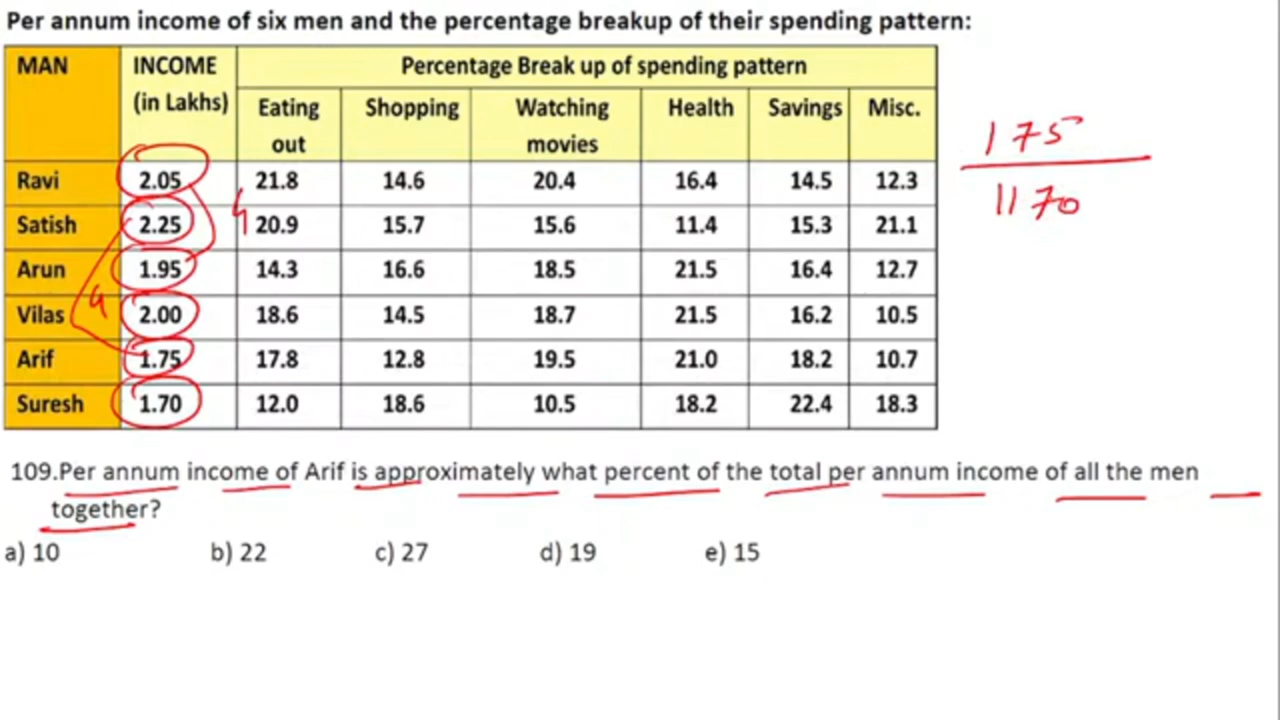 Per annum income of six men and the percentage breakup of their spending pattern:
MAN INCOME (in Lakhs) Percentage Break up of spending pattern
Eating out Shopping Watching movies Health Savings Misc.
Ravi 2.05 21.8 14.6 20.4 16.4 14.5 12.3
Satish 2.25 20.9 15.7 15.6 11.4 15.3 21.1
Arun 1.95 14.3 16.6 18.5 21.5 16.4 12.7
Vilas 2.00 18.6 14.5 18.7 21.5 16.2 10.5
Arif 1.75 17.8 12.8 19.5 21.0 18.2 10.7
Suresh 1.70 12.0 18.6 10.5 18.2 22.4 18.3
4
4
175
1170
109.Per annum income of Arif is approximately what percent of the total per annum income of all the men
together?
a) 10 b) 22 c) 27 d) 19 e) 15